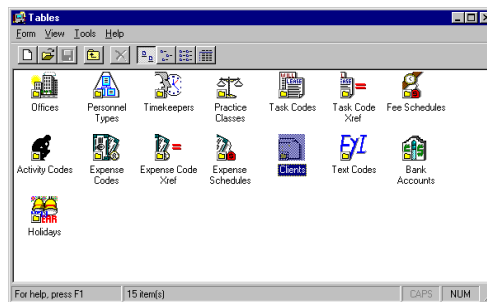 Tables
Form View Tools Help
Offices
Personnel Types
Timekeepers
Practice Classes
Task Codes
Task Code Xref
Fee Schedules
Activity Codes
Expense Codes
Expense Code Xref
Expense Schedules
Clients
Text Codes
FYI
Bank Accounts
Holidays
For help, press F1
15 item(s)
CAPS
NUM